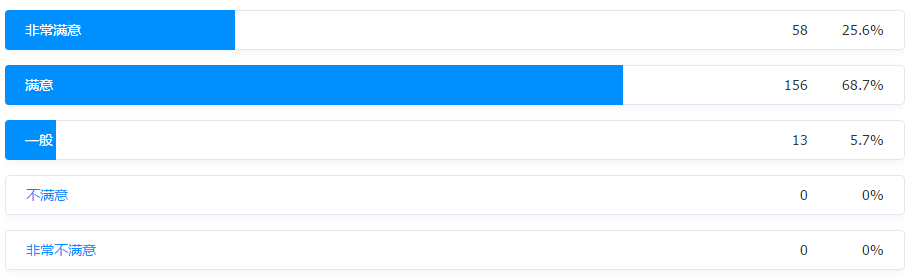 非常满意 58 25.6%
满意 156 68.7%
一般 13 5.7%
不满意 0 0%
非常不满意 0 0%